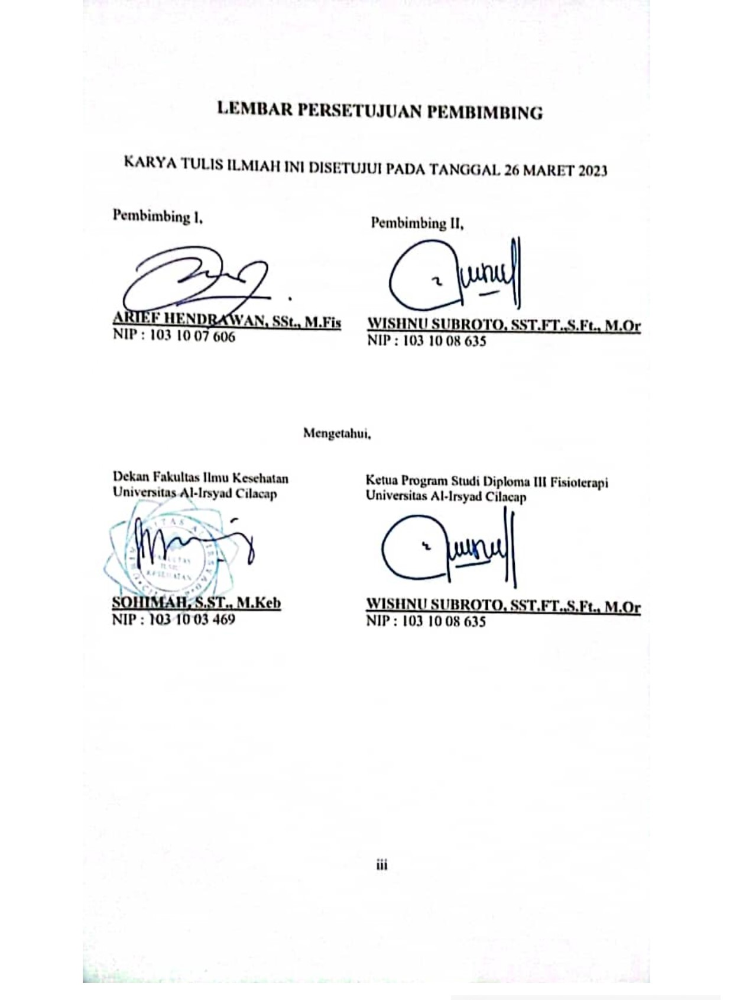 LEMBAR PERSETUJUAN PEMBIMBING
KARYA TULIS ILMIAH INI DISETUJUI PADA TANGGAL 26 MARET 2023
Pembimbing I,
Pembimbing II,
ARIEF HENDRAWAN, SSt., M.Fis
NIP : 103 10 07 606
WISHNU SUBROTO, SST.FT.,S.Ft., M.Or
NIP : 103 10 08 635
Mengetahui,
Dekan Fakultas Ilmu Kesehatan
Universitas Al-Irsyad Cilacap
Ketua Program Studi Diploma III Fisioterapi
Universitas Al-Irsyad Cilacap
FAKULTAS
ILMU
KESEHATAN
SOHIMAH, S.ST., M.Keb
NIP : 103 10 03 469
WISHNU SUBROTO, SST.FT.,S.Ft., M.Or
NIP : 103 10 08 635
iii